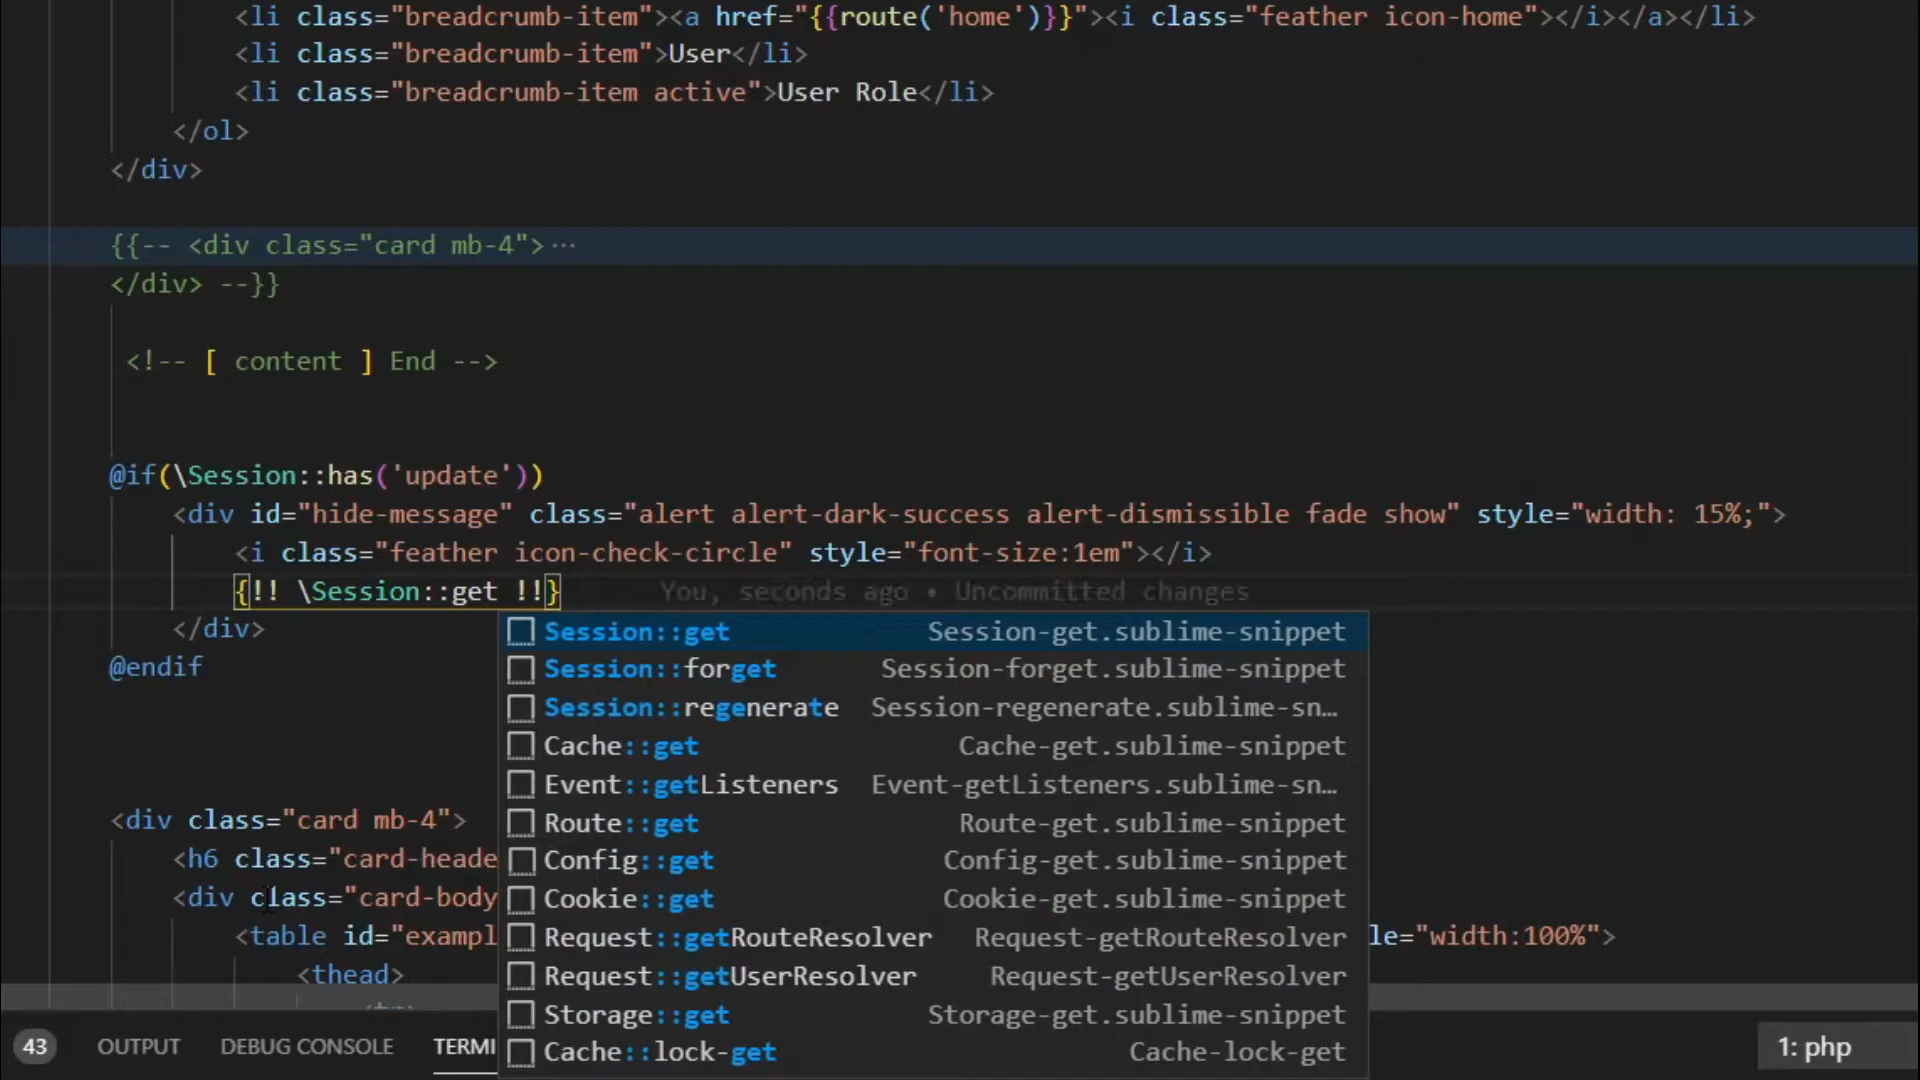 <li class="breadcrumb-item"><a href="{{route('home')}}"><i class="feather icon-home"></i></a></li>
<li class="breadcrumb-item">User</li>
<li class="breadcrumb-item active">User Role</li>
</ol>
</div>
{{-- <div class="card mb-4">···
</div> --}}
<!-- [ content ] End -->
@if(\Session::has('update'))
<div id="hide-message" class="alert alert-dark-success alert-dismissible fade show" style="width: 15%;">
<i class="feather icon-check-circle" style="font-size:1em"></i>
{!! \Session::get !!} You, seconds ago • Uncommitted changes
</div>
@endif
Session::get Session-get.sublime-snippet
Session::forget Session-forget.sublime-snippet
Session::regenerate Session-regenerate.sublime-sn…
Cache::get Cache-get.sublime-snippet
Event::getListeners Event-getListeners.sublime-sn…
Route::get Route-get.sublime-snippet
Config::get Config-get.sublime-snippet
Cookie::get Cookie-get.sublime-snippet
Request::getRouteResolver Request-getRouteResolver
Request::getUserResolver Request-getUserResolver
Storage::get Storage-get.sublime-snippet
Cache::lock-get Cache-lock-get
<div class="card mb-4">
<h6 class="card-heade
<div class="card-body
<table id="exampl le="width:100%">
<thead>
43 OUTPUT DEBUG CONSOLE TERMI 1: php